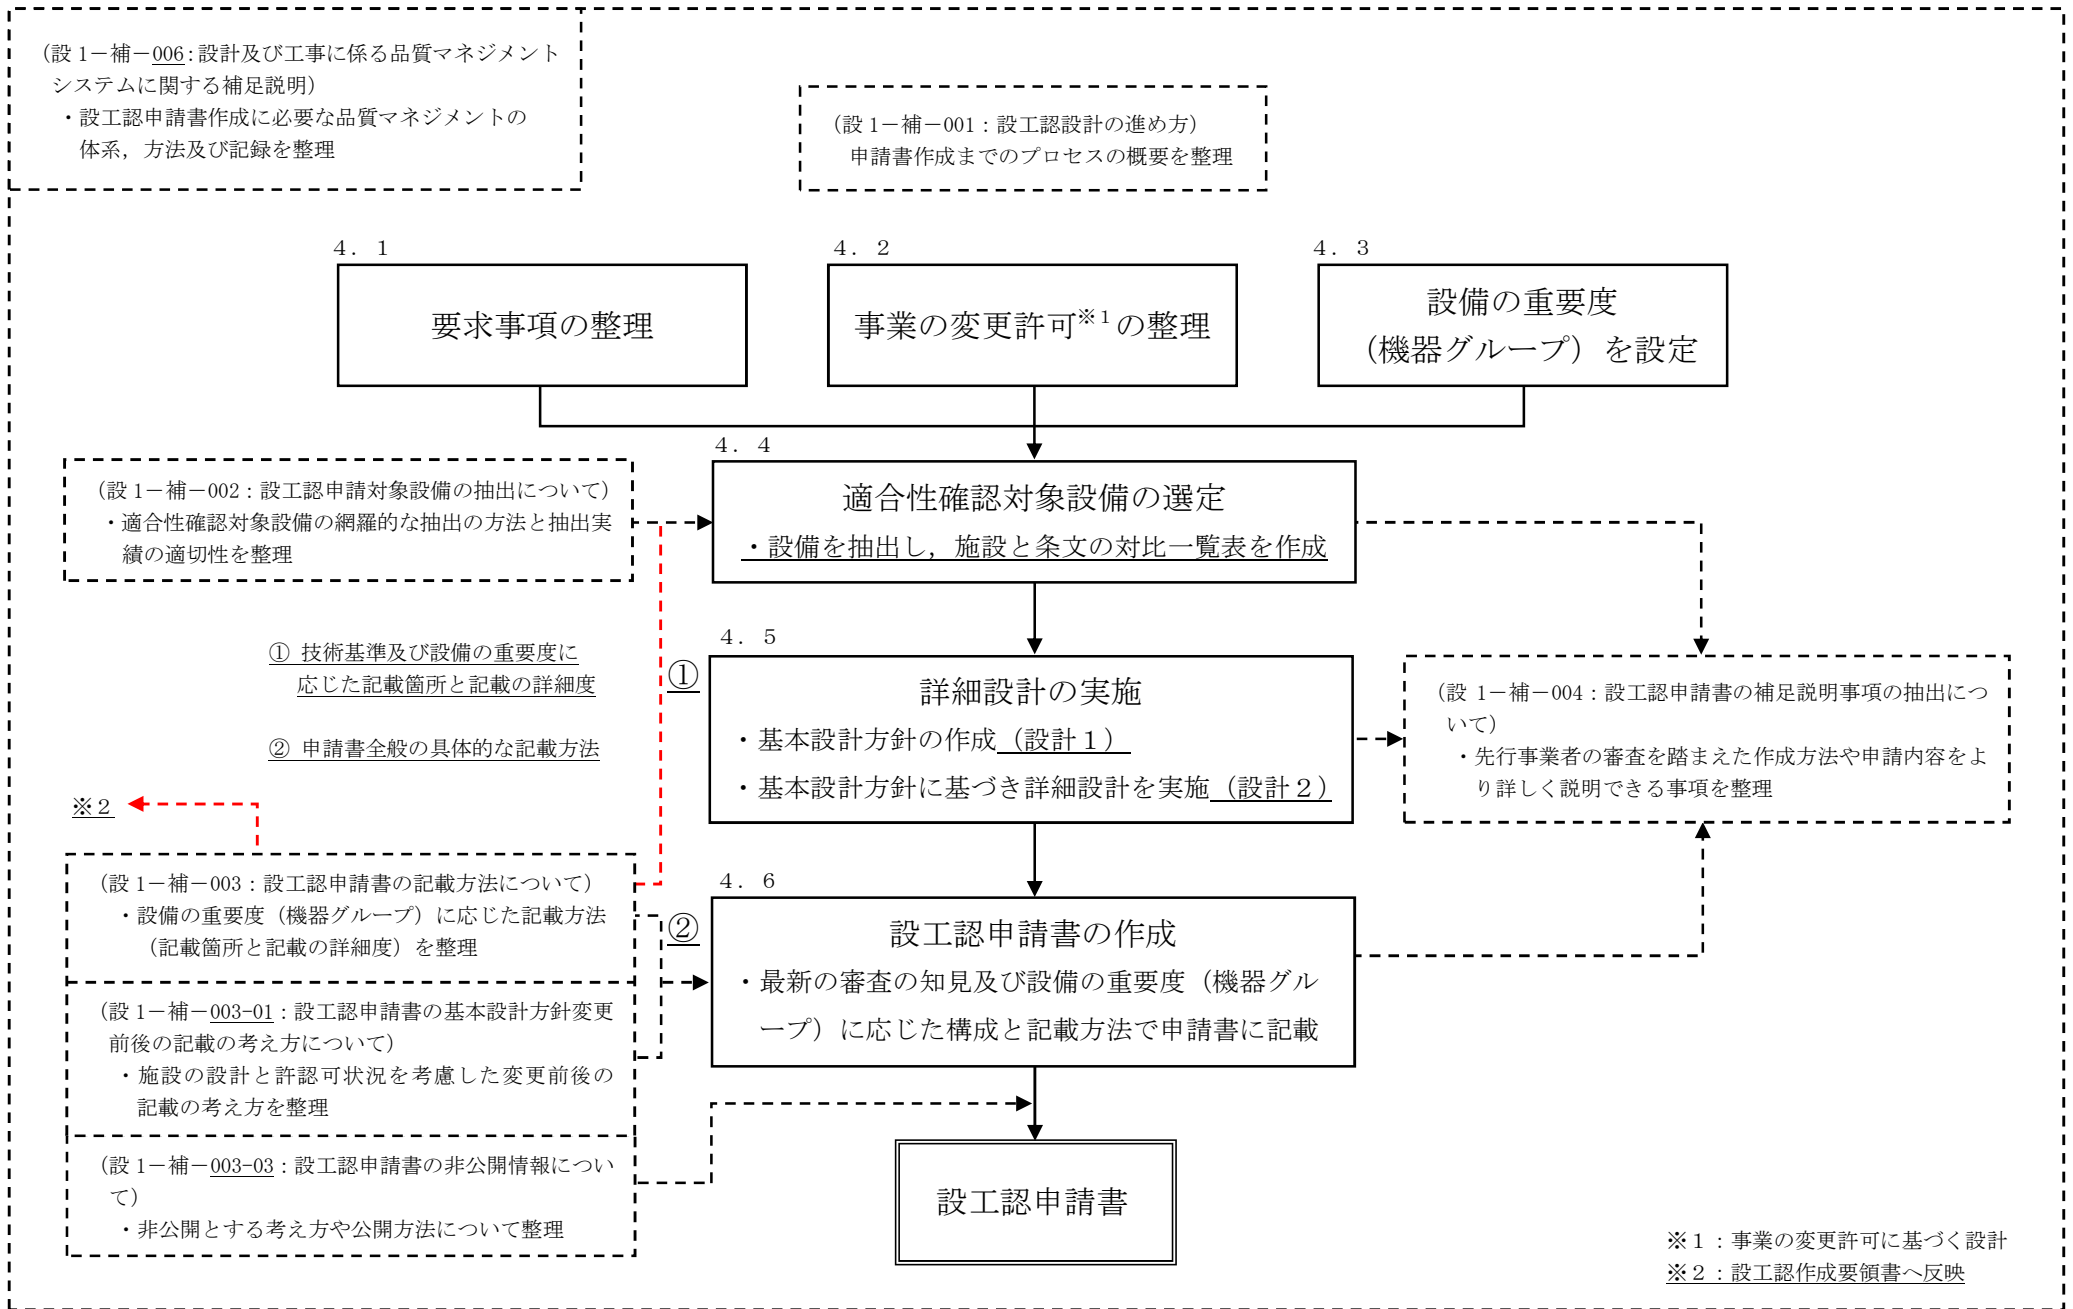 （設１－補－006：設計及び工事に係る品質マネジメント
システムに関する補足説明）
・設工認申請書作成に必要な品質マネジメントの
体系，方法及び記録を整理
（設１－補－001：設工認設計の進め方）
申請書作成までのプロセスの概要を整理
４．１
要求事項の整理
４．２
事業の変更許可※１の整理
４．３
設備の重要度
（機器グループ）を設定
４．４
適合性確認対象設備の選定
・設備を抽出し，施設と条文の対比一覧表を作成
（設１－補－002：設工認申請対象設備の抽出について）
・適合性確認対象設備の網羅的な抽出の方法と抽出実
績の適切性を整理
① 技術基準及び設備の重要度に
応じた記載箇所と記載の詳細度
② 申請書全般の具体的な記載方法
①
４．５
詳細設計の実施
・基本設計方針の作成（設計１）
・基本設計方針に基づき詳細設計を実施（設計２）
（設１－補－004：設工認申請書の補足説明事項の抽出につ
いて）
・先行事業者の審査を踏まえた作成方法や申請内容をよ
り詳しく説明できる事項を整理
※２
（設１－補－003：設工認申請書の記載方法について）
・設備の重要度（機器グループ）に応じた記載方法
（記載箇所と記載の詳細度）を整理
（設１－補－003-01：設工認申請書の基本設計方針変更
前後の記載の考え方について）
・施設の設計と許認可状況を考慮した変更前後の
記載の考え方を整理
（設１－補－003-03：設工認申請書の非公開情報につい
て）
・非公開とする考え方や公開方法について整理
②
４．６
設工認申請書の作成
・最新の審査の知見及び設備の重要度（機器グル
ープ）に応じた構成と記載方法で申請書に記載
設工認申請書
※１：事業の変更許可に基づく設計
※２：設工認作成要領書へ反映